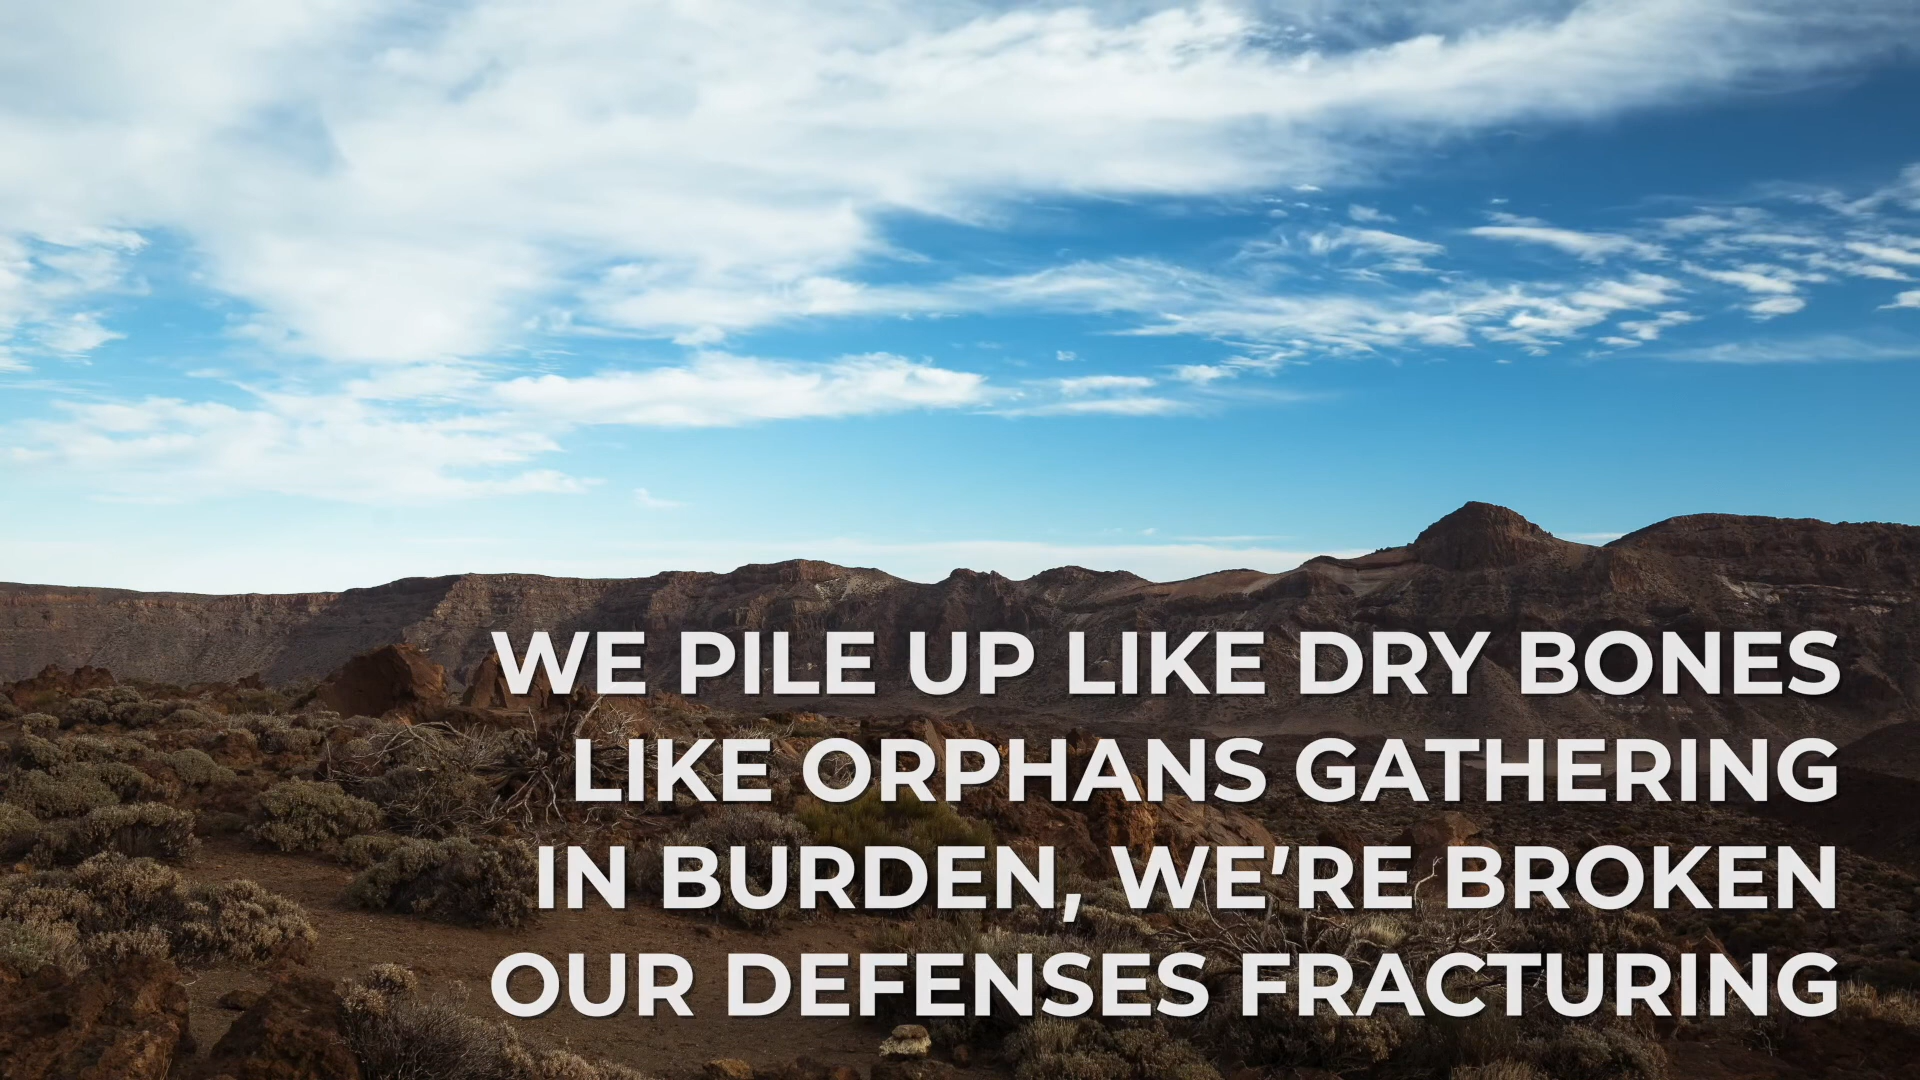 WE PILE UP LIKE DRY BONES
LIKE ORPHANS GATHERING
IN BURDEN, WE’RE BROKEN
OUR DEFENSES FRACTURING